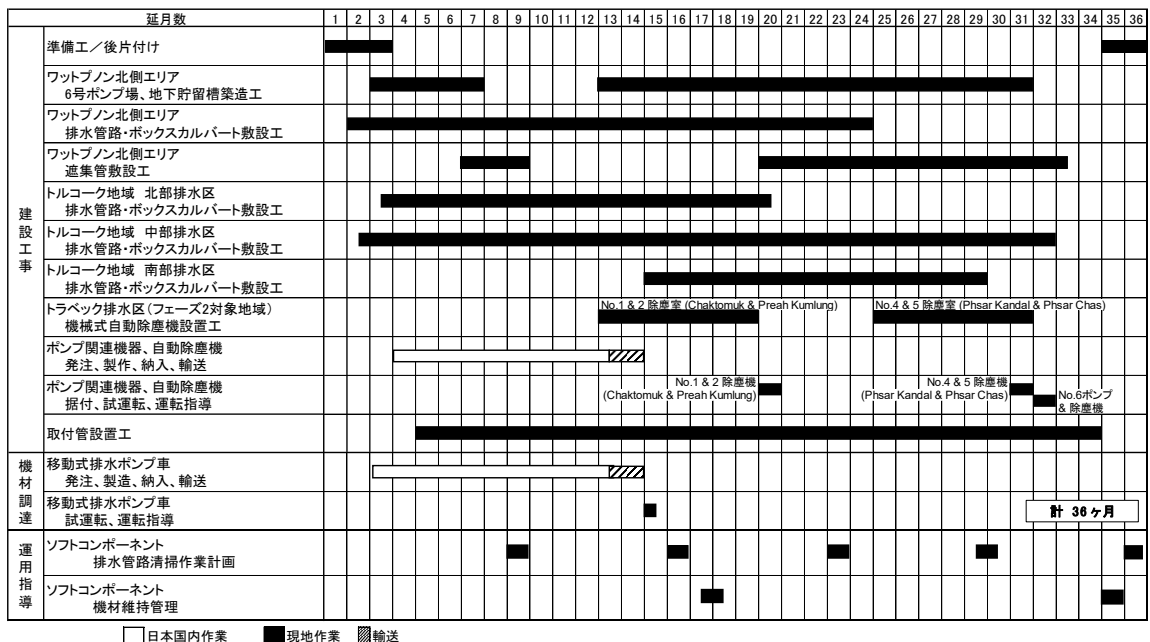 延月数 1 2 3 4 5 6 7 8 9 10 11 12 13 14 15 16 17 18 19 20 21 22 23 24 25 26 27 28 29 30 31 32 33 34 35 36
建設工事
準備工／後片付け
ワットプノン北側エリア
6号ポンプ場、地下貯留槽築造工
ワットプノン北側エリア
排水管路・ボックスカルバート敷設工
ワットプノン北側エリア
遮集管敷設工
トルコーク地域 北部排水区
排水管路・ボックスカルバート敷設工
トルコーク地域 中部排水区
排水管路・ボックスカルバート敷設工
トルコーク地域 南部排水区
排水管路・ボックスカルバート敷設工
トラベック排水区（フェーズ2対象地域）
機械式自動除塵機設置工
No.1 & 2 除塵室 (Chaktomuk & Preah Kumlung)
No.4 & 5 除塵室 (Phsar Kandal & Phsar Chas)
ポンプ関連機器、自動除塵機
発注、製作、納入、輸送
ポンプ関連機器、自動除塵機
据付、試運転、運転指導
No.1 & 2 除塵機
(Chaktomuk & Preah Kumlung)
No.4 & 5 除塵機
(Phsar Kandal & Phsar Chas)
No.6ポンプ
& 除塵機
取付管設置工
機材調達
移動式排水ポンプ車
発注、製造、納入、輸送
移動式排水ポンプ車
試運転、運転指導
計 36ヶ月
運用指導
ソフトコンポーネント
排水管路清掃作業計画
ソフトコンポーネント
機材維持管理
日本国内作業 現地作業 輸送